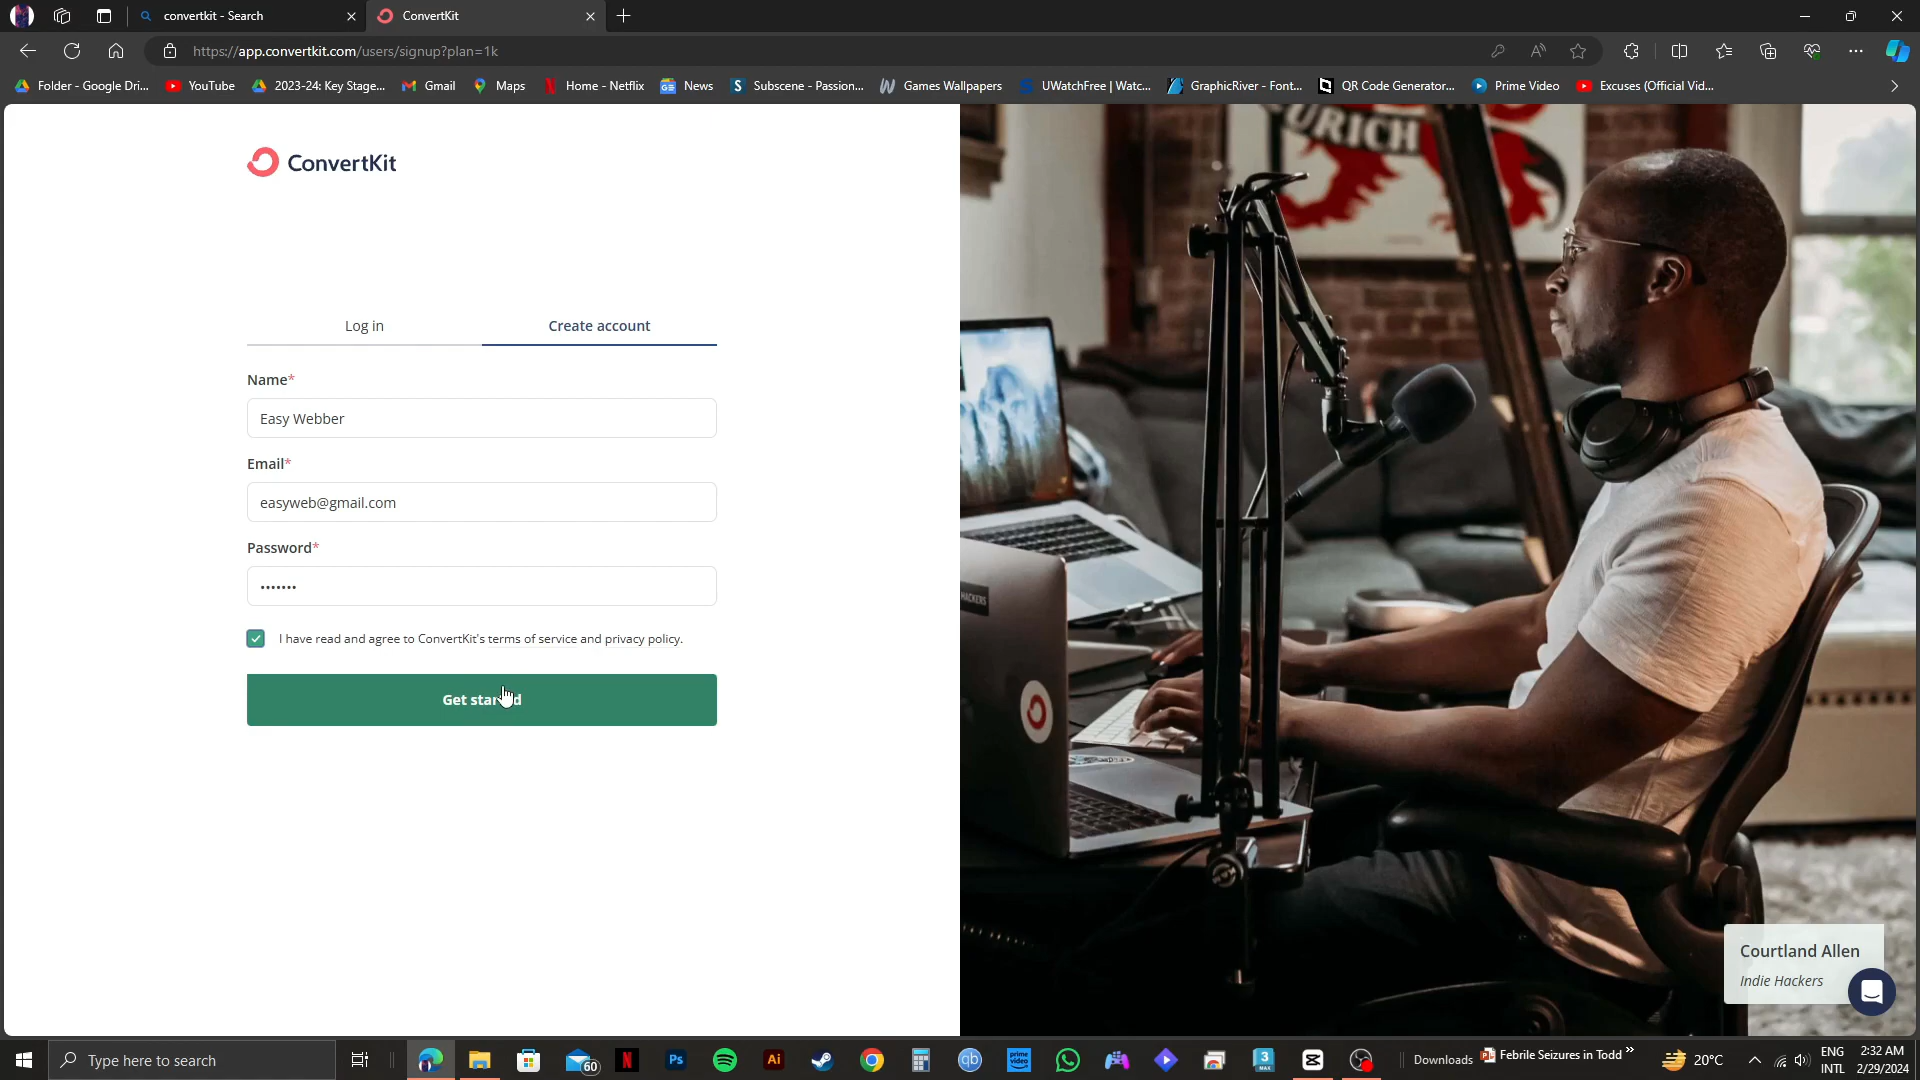 convertkit - Search
ConvertKit
https://app.convertkit.com/users/signup?plan=1k
Folder - Google Dri...
YouTube
2023-24: Key Stage...
Gmail
Maps
Home - Netflix
News
Subscene - Passion...
Games Wallpapers
UWatchFree | Watc...
GraphicRiver - Font...
QR Code Generator...
Prime Video
Excuses (Official Vid...
ConvertKit
Log in
Create account
Name*
Easy Webber
Email*
easyweb@gmail.com
Password*
•••••••
I have read and agree to ConvertKit's terms of service and privacy policy.
Get started
URICH
HACKERS
Courtland Allen
Indie Hackers
Type here to search
60
Downloads
Febrile Seizures in Todd
20°C
ENG
INTL
2:32 AM
2/29/2024